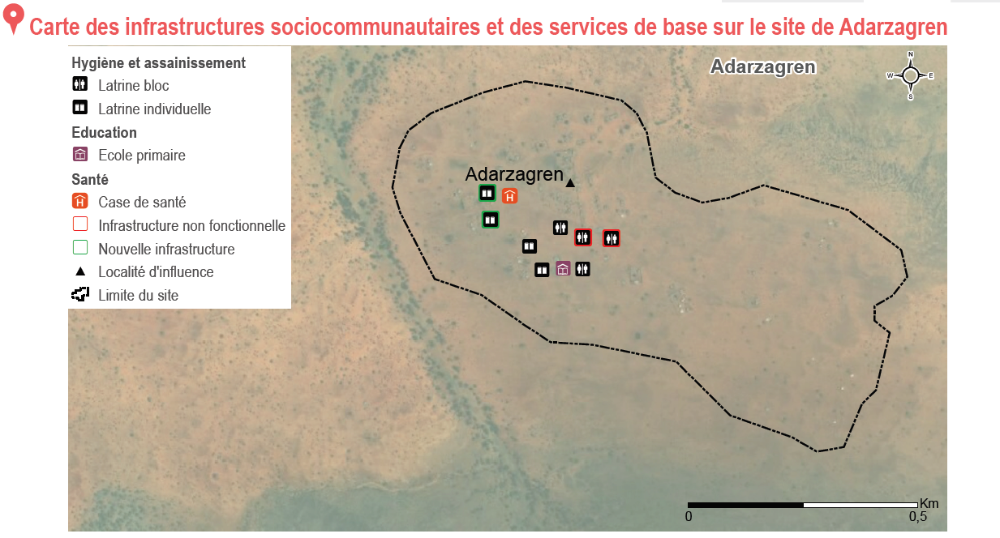 Carte des infrastructures sociocommunautaires et des services de base sur le site de Adarzagren
Hygiène et assainissement
Latrine bloc
Latrine individuelle
Education
Ecole primaire
Santé
H Case de santé
Infrastructure non fonctionnelle
Nouvelle infrastructure
Localité d'influence
Limite du site
Adarzagren
N
W E
S
Adarzagren
H
Km
0 0,5